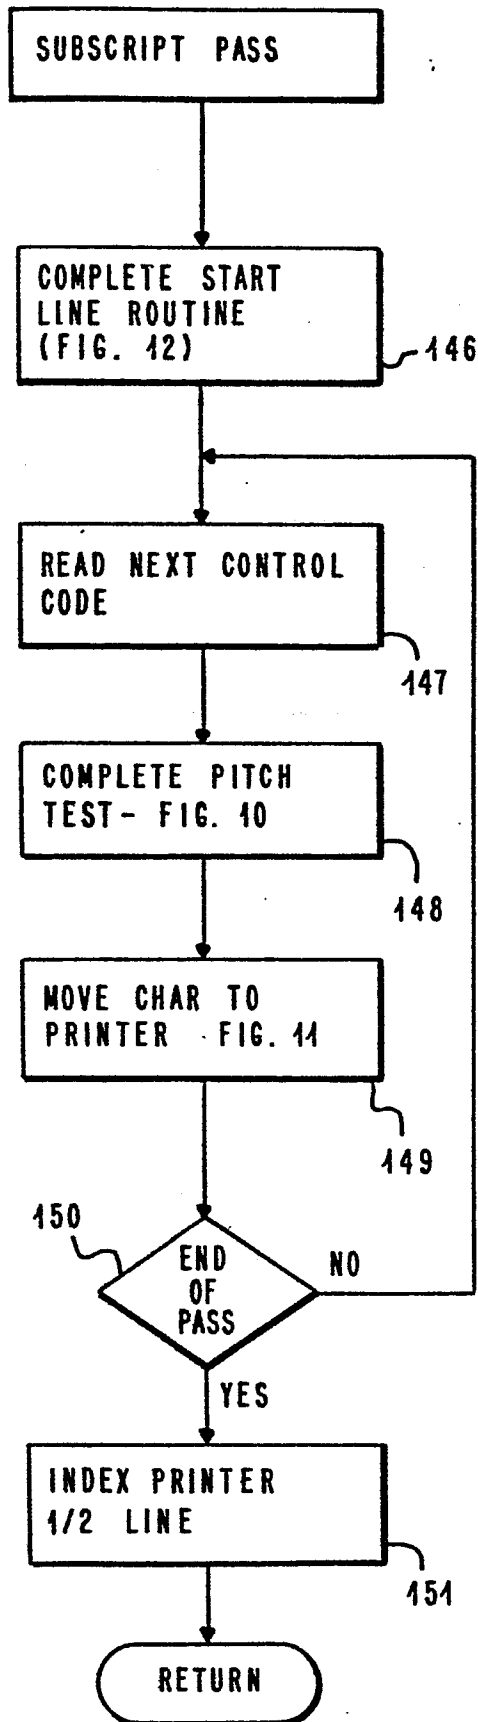 SUBSCRIPT PASS
COMPLETE START
LINE ROUTINE
(FIG. 12)
146
READ NEXT CONTROL
CODE
147
COMPLETE PITCH
TEST- FIG. 10
148
MOVE CHAR TO
PRINTER FIG. 11
149
150
END
OF
PASS
NO
YES
INDEX PRINTER
1/2 LINE
151
RETURN